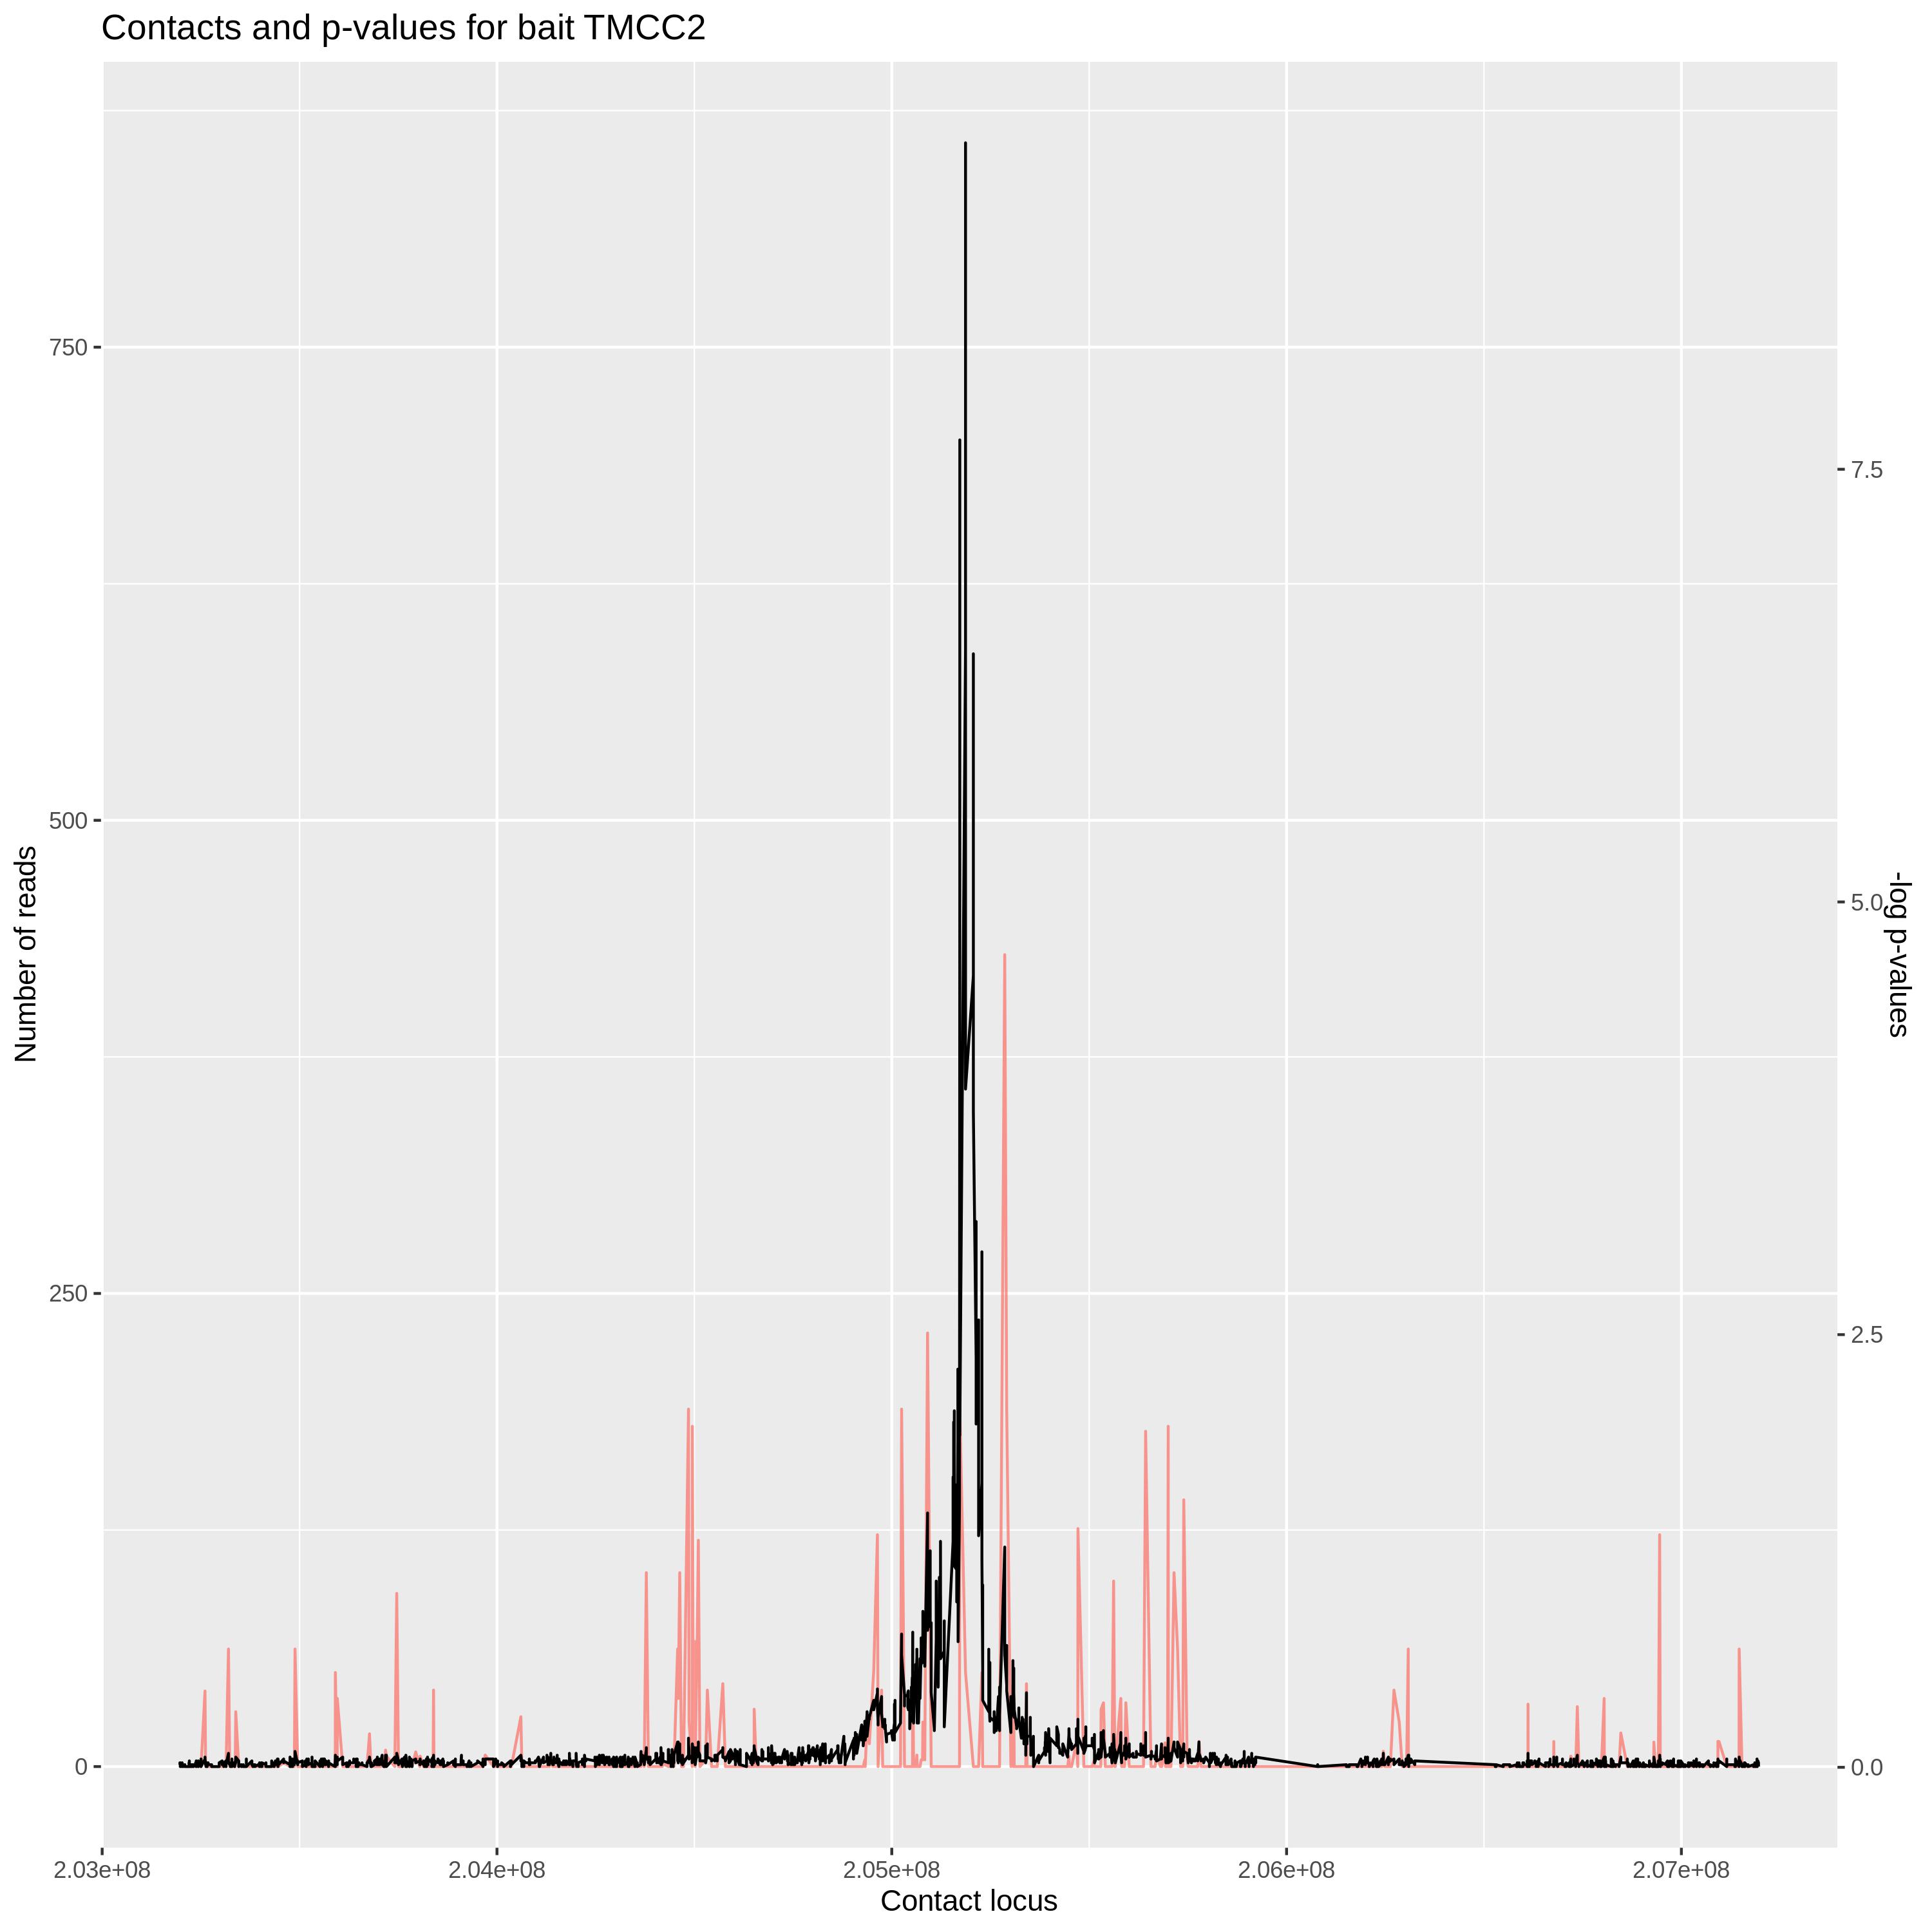 Contacts and p-values for bait TMCC2
750
500
250
0
Number of reads
7.5
5.0
2.5
0.0
-log p-values
2.03e+08
2.04e+08
2.05e+08
2.06e+08
2.07e+08
Contact locus